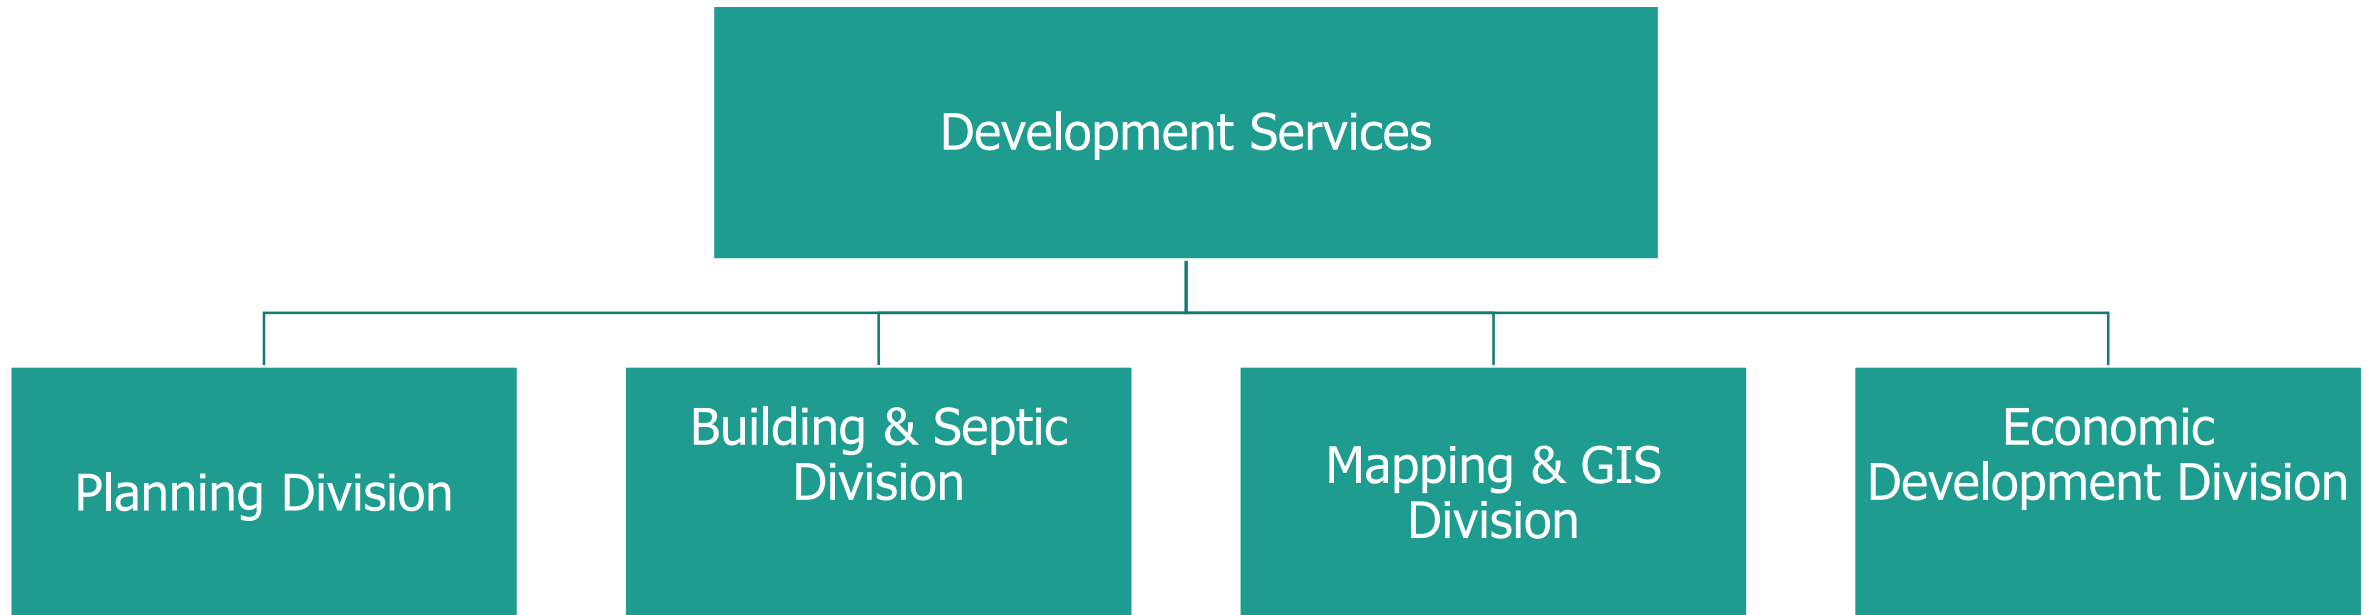 Development Services
Planning Division
Building & Septic
Division
Mapping & GIS
Division
Economic
Development Division